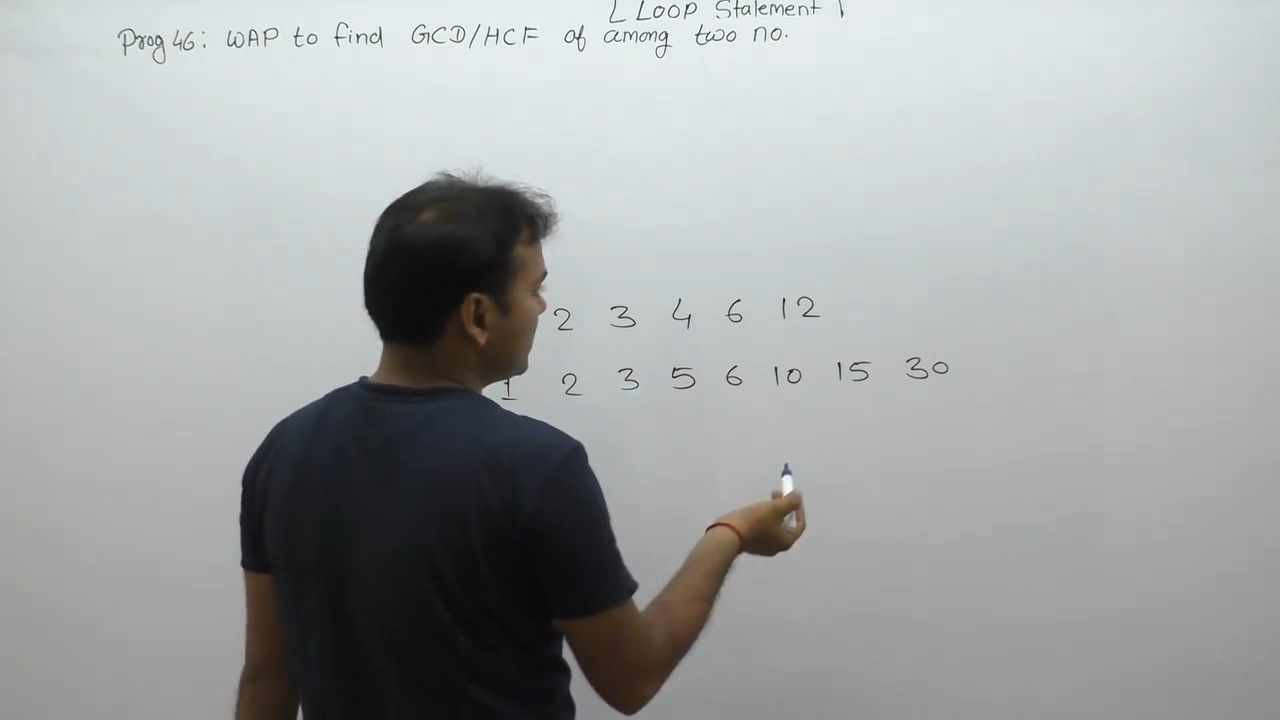 [ Loop Statement ]
Prog 46: WAP to find GCD/HCF of among two no.
2 3 4 6 12
1 2 3 5 6 10 15 30